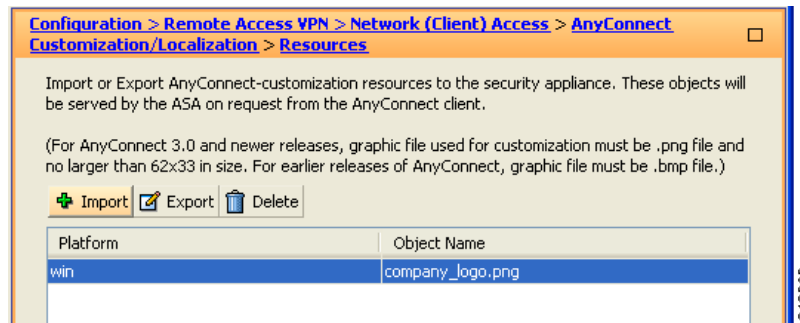 Configuration > Remote Access VPN > Network (Client) Access > AnyConnect
Customization/Localization > Resources
Import or Export AnyConnect-customization resources to the security appliance. These objects will
be served by the ASA on request from the AnyConnect client.
(For AnyConnect 3.0 and newer releases, graphic file used for customization must be .png file and
no larger than 62x33 in size. For earlier releases of AnyConnect, graphic file must be .bmp file.)
Import Export Delete
Platform Object Name
win company_logo.png